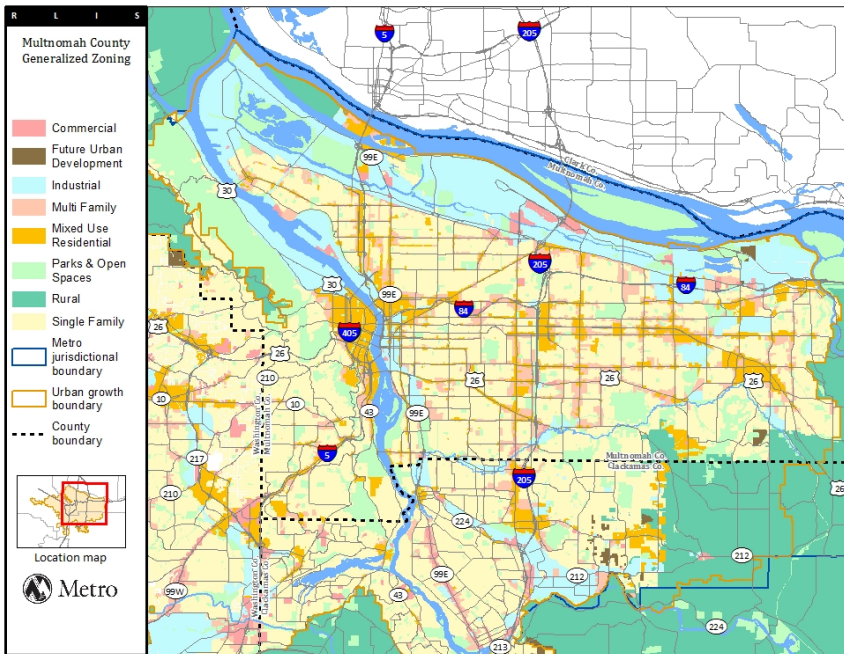 R L I S
Multnomah County
Generalized Zoning
Commercial
Future Urban
Development
Industrial
Multi Family
Mixed Use
Residential
Parks & Open
Spaces
Rural
Single Family
Metro
jurisdictional
boundary
Urban growth
boundary
County
boundary
Location map
Metro
5
205
Clark Co.
Multnomah Co.
99E
30
205
84
30
99E
84
405
26
26
210
26
26
26
10
10
43
99E
Washington Co.
Multnomah Co.
5
217
Multnomah Co.
Clackamas Co.
205
210
26
224
212
99E
212
99W
Washington Co.
Clackamas Co.
43
224
213